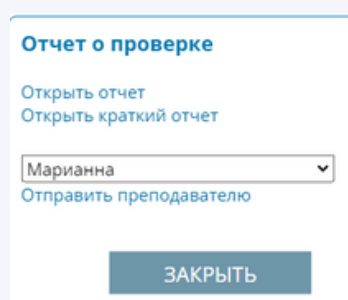 Отчет о проверке
Открыть отчет
Открыть краткий отчет
Марианна
Отправить преподавателю
ЗАКРЫТЬ